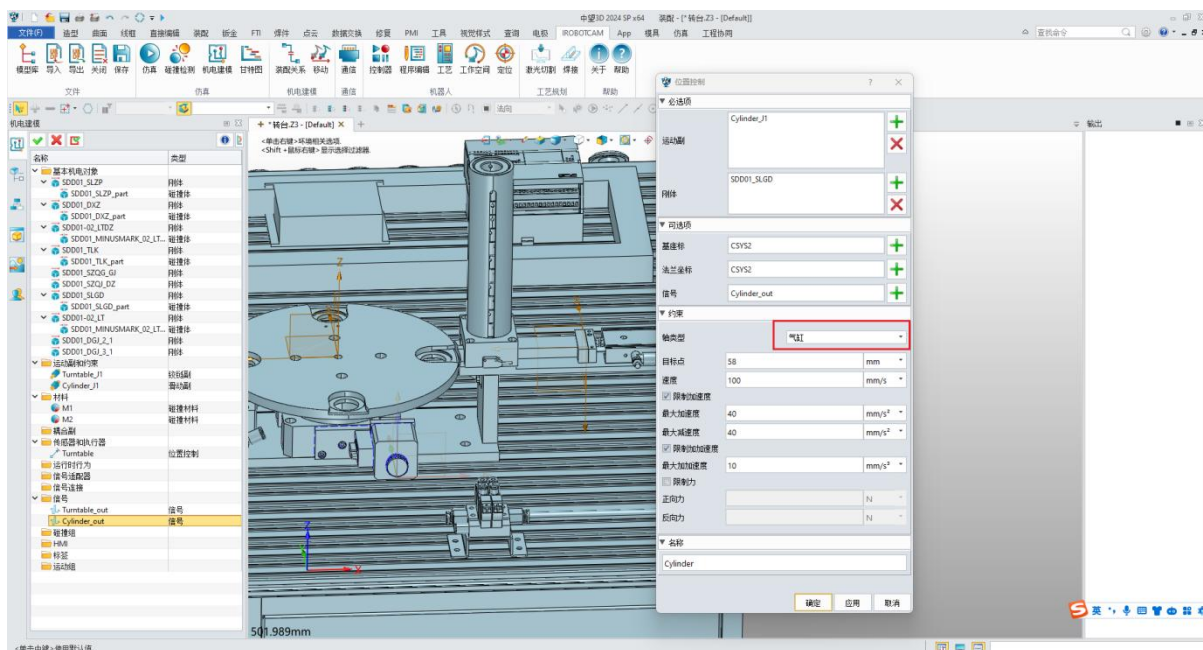 中望3D 2024 SP x64 装配 - [*转台.Z3 - [Default]]
文件(F) 造型 曲面 线框 直接编辑 装配 钣金 FTI 焊件 点云 数据交换 修复 PMI 工具 视觉样式 查询 电极 IROBOTCAM App 模具 仿真 工程协同 查找命令
模型库 导入 导出 关闭 保存 仿真 碰撞检测 机电建模 甘特图 装配关系 移动 通信 控制器 程序编辑 工艺 工作空间 定位 激光切割 焊接 关于 帮助
文件 仿真 机电建模 通信 机器人 工艺规划 帮助
法向
机电建模
*转台.Z3 - [Default]
输出
<单击右键>环境相关选项.
<Shift + 鼠标右键> 显示选择过滤器.
名称 类型
基本机电对象
SDD01_SLZP 刚体
SDD01_SLZP_part 碰撞体
SDD01_DXZ 刚体
SDD01_DXZ_part 碰撞体
SDD01-02_LTDZ 刚体
SDD01_MINUSMARK_02_LT... 碰撞体
SDD01_TLK 刚体
SDD01_TLK_part 碰撞体
SDD01_SZQG_GJ 刚体
SDD01_SZQJ_DZ 刚体
SDD01_SLGD 刚体
SDD01_SLGD_part 碰撞体
SDD01-02_LT 刚体
SDD01_MINUSMARK_02_LT... 碰撞体
SDD01_DGJ_2_1 刚体
SDD01_DGJ_3_1 刚体
运动副和约束
Turntable_J1 铰链副
Cylinder_J1 滑动副
材料
M1 碰撞材料
M2 碰撞材料
耦合副
传感器和执行器
Turntable 位置控制
运行时行为
信号适配器
信号连接
信号
Turntable_out 信号
Cylinder_out 信号
碰撞组
HMI
标签
运动组
Z
Z
X
501.989mm
位置控制 ?
必选项
运动副 Cylinder_J1
刚体 SDD01_SLGD
可选项
基座标 CSYS2
法兰坐标 CSYS2
信号 Cylinder_out
约束
轴类型 气缸
目标点 58 mm
速度 100 mm/s
限制加速度
最大加速度 40 mm/s²
最大减速度 40 mm/s²
限制加加速度
最大加加速度 10 mm/s³
限制力
正向力 N
反向力 N
名称
Cylinder
确定 应用 取消
英
<单击中键>使用默认值.